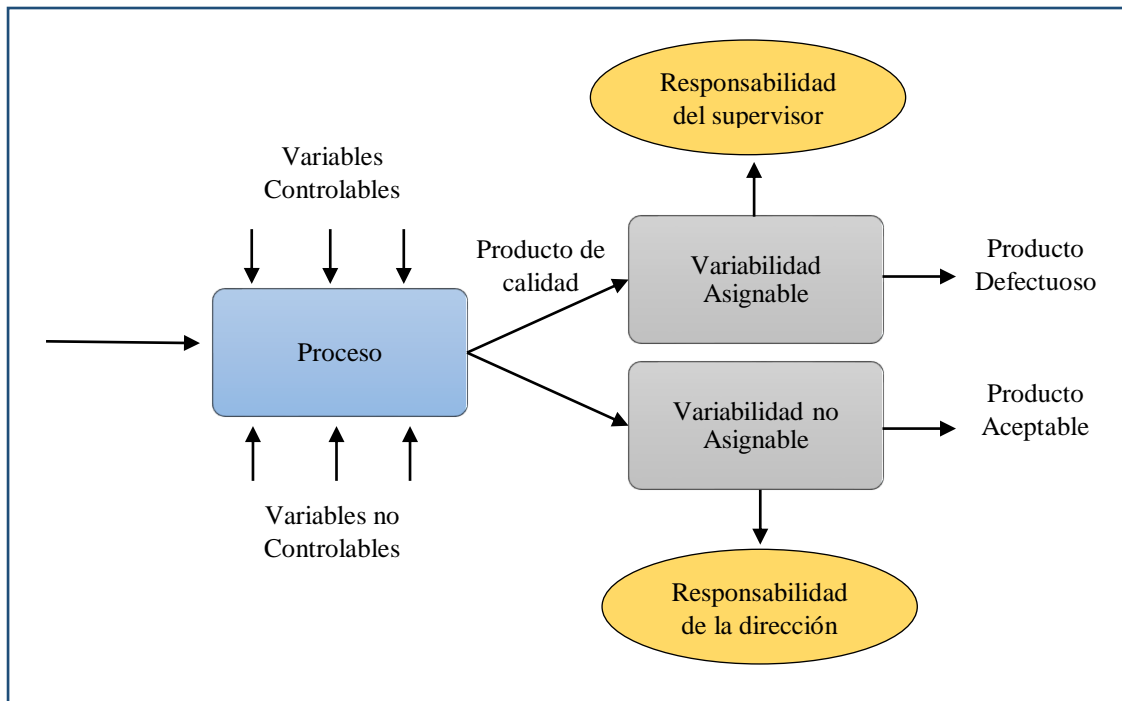 Responsabilidad
del supervisor
Variables
Controlables
Producto de
calidad
Variabilidad
Asignable
Producto
Defectuoso
Proceso
Variabilidad no
Asignable
Producto
Aceptable
Variables no
Controlables
Responsabilidad
de la dirección